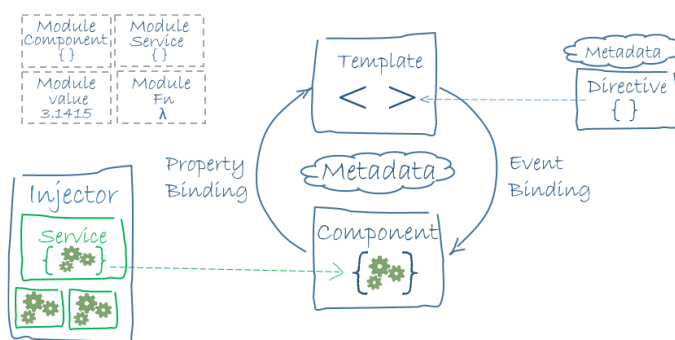 Module
Component
{ }
Module
Service
{ }
Module
value
3.1415
Module
Fn
λ
Template
< >
Metadata
Directive
{ }
Property
Binding
Metadata
Event
Binding
Injector
Service
{ }
Component
{ }